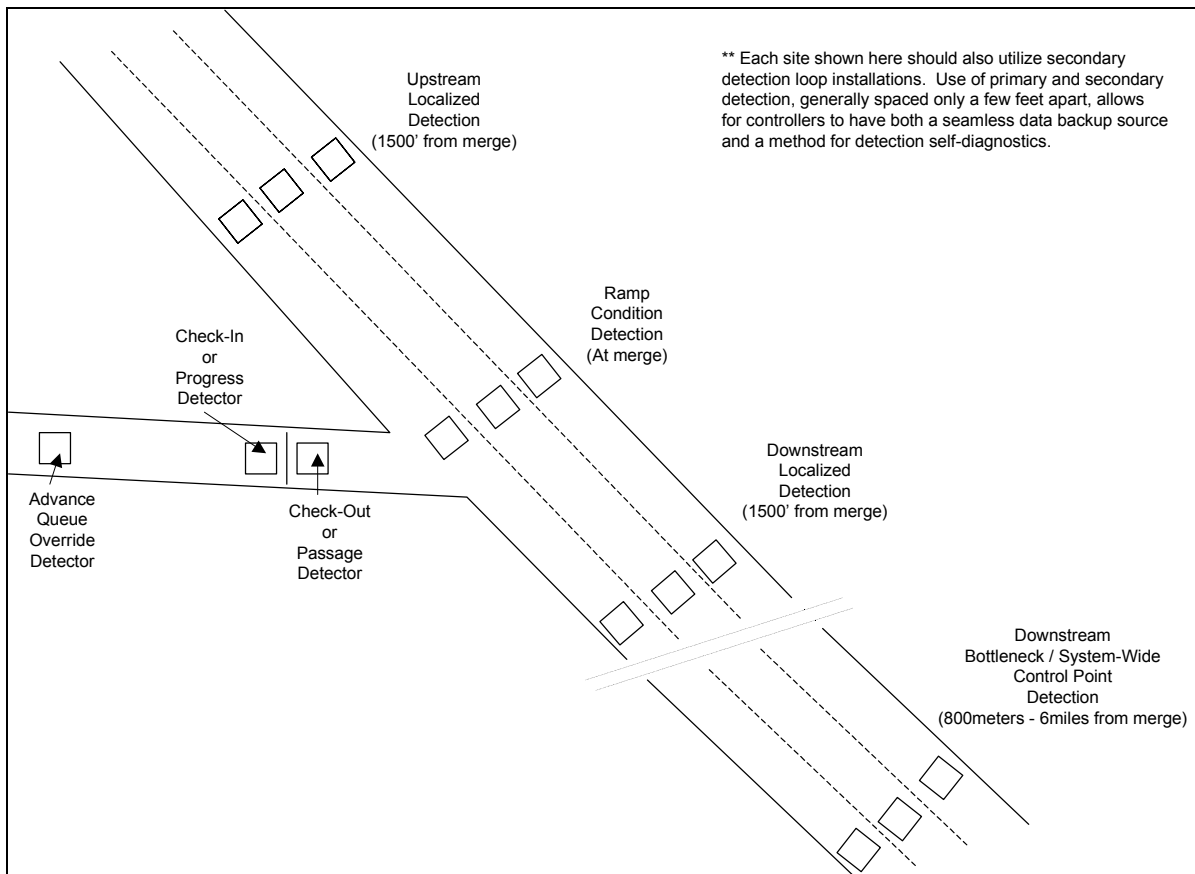 ** Each site shown here should also utilize secondary
detection loop installations.  Use of primary and secondary
detection, generally spaced only a few feet apart, allows
for controllers to have both a seamless data backup source
and a method for detection self-diagnostics.
Upstream
Localized
Detection
(1500' from merge)
Ramp
Condition
Detection
(At merge)
Check-In
or
Progress
Detector
Downstream
Localized
Detection
(1500' from merge)
Advance
Queue
Override
Detector
Check-Out
or
Passage
Detector
Downstream
Bottleneck / System-Wide
Control Point
Detection
(800meters - 6miles from merge)